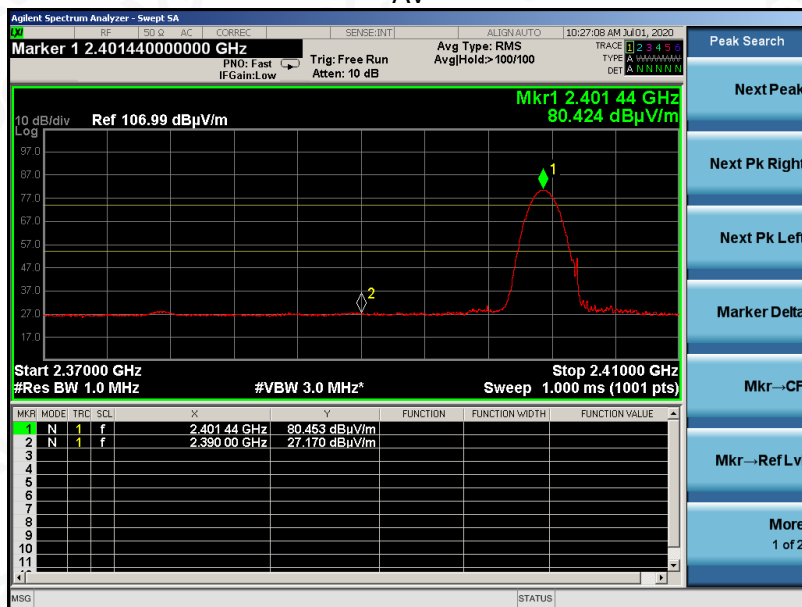 AV
Agilent Spectrum Analyzer - Swept SA
LXI RF 50 Ω AC CORREC SENSE:INT ALIGN AUTO 10:27:08 AM Jul 01, 2020
Marker 1 2.401440000000 GHz
PNO: Fast
IFGain:Low
Trig: Free Run
Atten: 10 dB
Avg Type: RMS
Avg|Hold:>100/100
TRACE 1 2 3 4 5 6
TYPE A WWWWW
DET A N N N N N
Peak Search
Mkr1 2.401 44 GHz
80.424 dBµV/m
10 dB/div Ref 106.99 dBµV/m
Log
97.0
87.0
77.0
67.0
57.0
47.0
37.0
27.0
17.0
1
2
Start 2.37000 GHz Stop 2.41000 GHz
#Res BW 1.0 MHz #VBW 3.0 MHz* Sweep 1.000 ms (1001 pts)
MKR MODE TRC SCL X Y FUNCTION FUNCTION WIDTH FUNCTION VALUE
1 N 1 f 2.401 44 GHz 80.453 dBµV/m
2 N 1 f 2.390 00 GHz 27.170 dBµV/m
3
4
5
6
7
8
9
10
11
Next Peak
Next Pk Right
Next Pk Left
Marker Delta
Mkr→CF
Mkr→Ref Lv
More
1 of 2
MSG STATUS